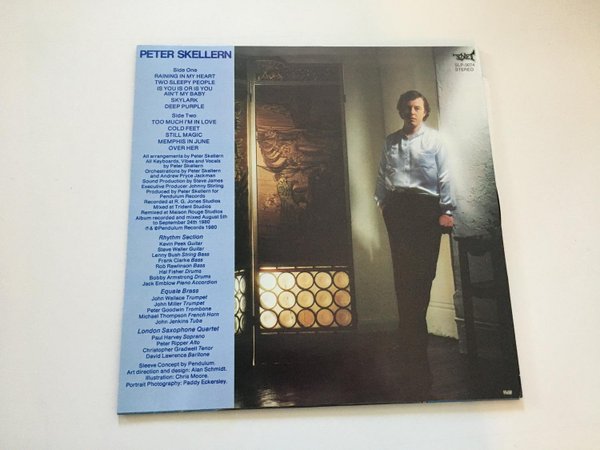 PETER SKELLERN
Side One
RAINING IN MY HEART
TWO SLEEPY PEOPLE
IS YOU IS OR IS YOU
AIN'T MY BABY
SKYLARK
DEEP PURPLE
Side Two
TOO MUCH I'M IN LOVE
COLD FEET
STILL MAGIC
MEMPHIS IN JUNE
OVER HER
All arrangements by Peter Skellern
All Keyboards, Vibes and Vocals
by Peter Skellern
Orchestrations by Peter Skellern
and Andrew Pryce Jackman
Sound Production by Steve James
Executive Producer Johnny Stirling
Produced by Peter Skellern for
Pendulum Records
Recorded at R. G. Jones Studios
Mixed at Trident Studios
Remixed at Maison Rouge Studios
Album recorded and mixed August 5th
to September 24th 1980
℗ & © Pendulum Records 1980
Rhythm Section
Kevin Peek Guitar
Steve Waller Guitar
Lenny Bush String Bass
Frank Clarke Bass
Rob Rawlinson Bass
Hal Fisher Drums
Bobby Armstrong Drums
Jack Emblow Piano Accordion
Equale Brass
John Wallace Trumpet
John Miller Trumpet
Peter Goodwin Trombone
Michael Thompson French Horn
John Jenkins Tuba
London Saxophone Quartet
Paul Harvey Soprano
Peter Ripper Alto
Christopher Gradwell Tenor
David Lawrence Baritone
Sleeve Concept by Pendulum.
Art direction and design: Alan Schmidt.
Illustration: Chris Moore.
Portrait Photography: Paddy Eckersley.
SLP-3074
STEREO